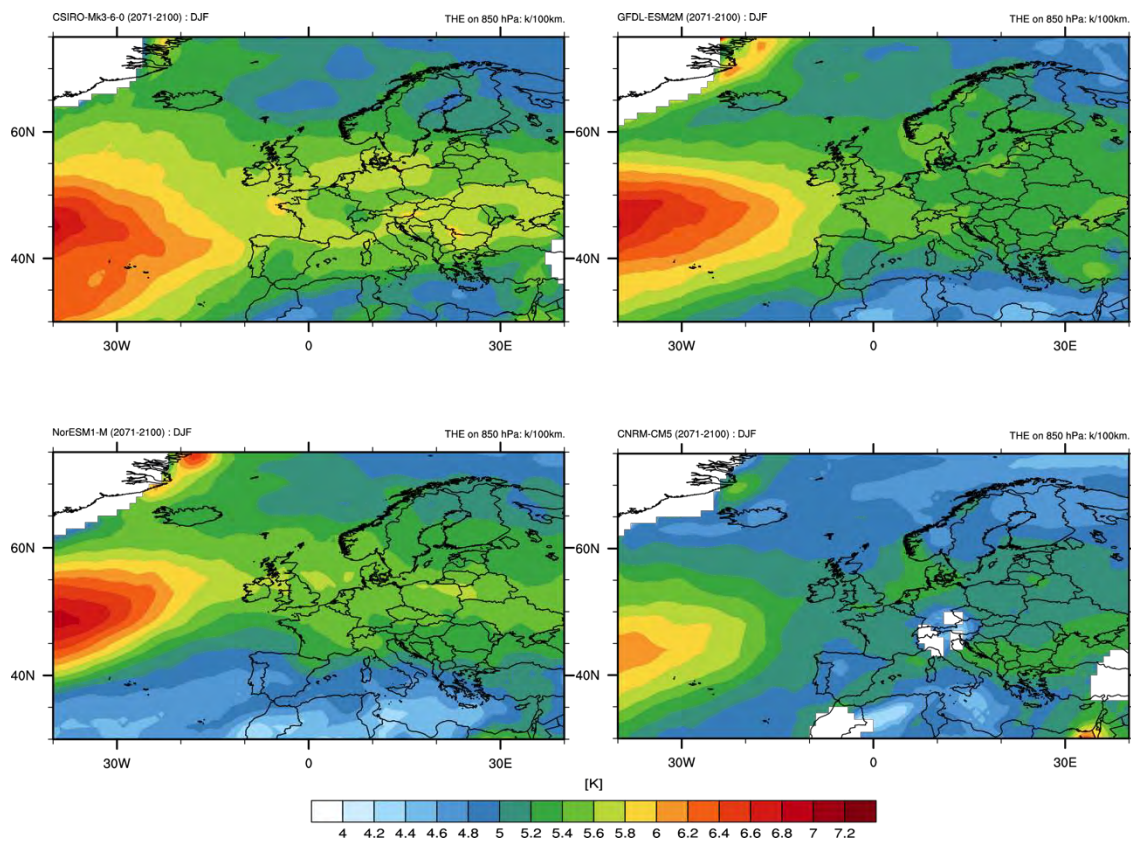 CSIRO-Mk3-6-0 (2071-2100) : DJF THE on 850 hPa: k/100km.
GFDL-ESM2M (2071-2100) : DJF THE on 850 hPa: k/100km.
60N
40N
30W 0 30E
60N
40N
30W 0 30E
NorESM1-M (2071-2100) : DJF THE on 850 hPa: k/100km.
CNRM-CM5 (2071-2100) : DJF THE on 850 hPa: k/100km.
60N
40N
30W 0 30E
60N
40N
30W 0 30E
[K]
4 4.2 4.4 4.6 4.8 5 5.2 5.4 5.6 5.8 6 6.2 6.4 6.6 6.8 7 7.2